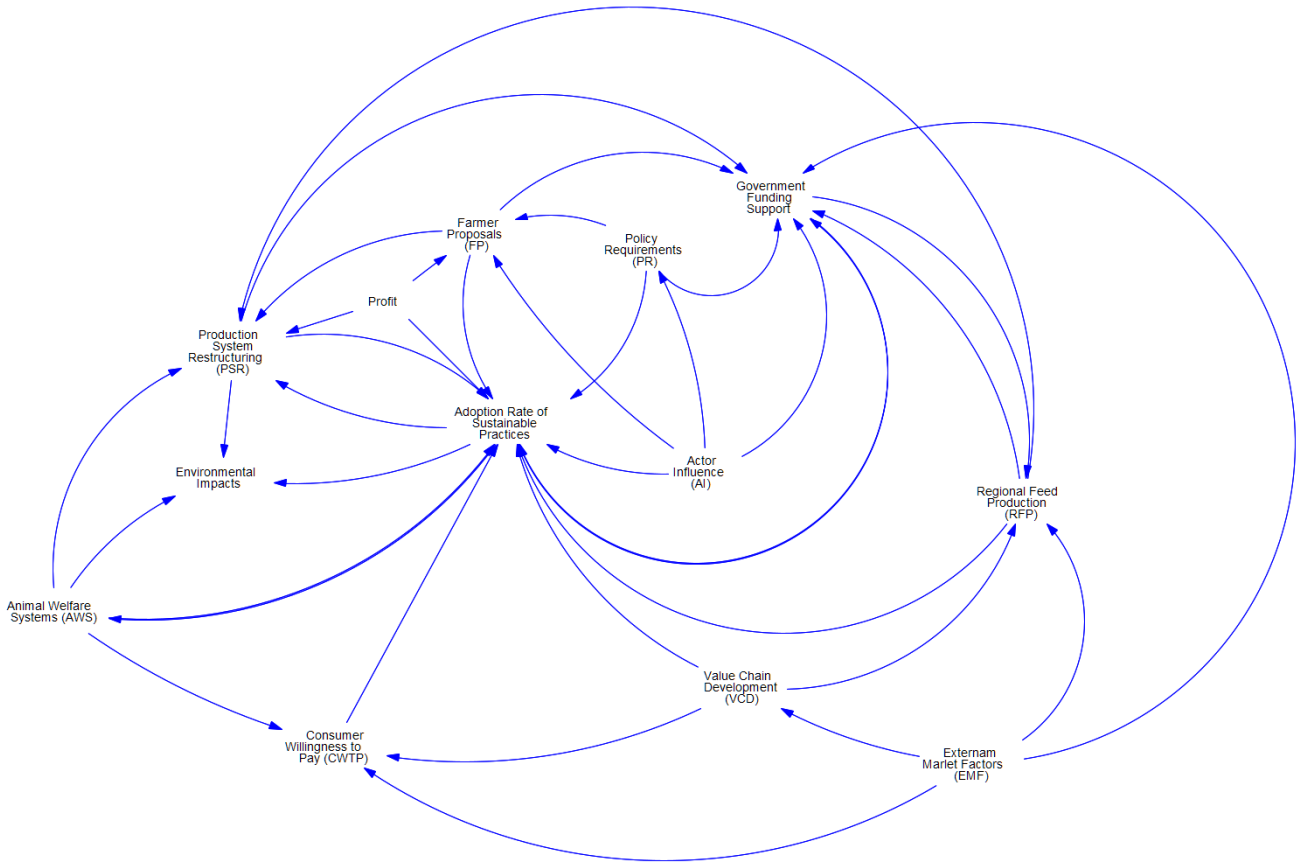 Government
Funding
Support
Farmer
Proposals
(FP)
Policy
Requirements
(PR)
Profit
Production
System
Restructuring
(PSR)
Adoption Rate of
Sustainable
Practices
Actor
Influence
(AI)
Environmental
Impacts
Regional Feed
Production
(RFP)
Animal Welfare
Systems (AWS)
Value Chain
Development
(VCD)
Consumer
Willingness to
Pay (CWTP)
Externam
Marlet Factors
(EMF)